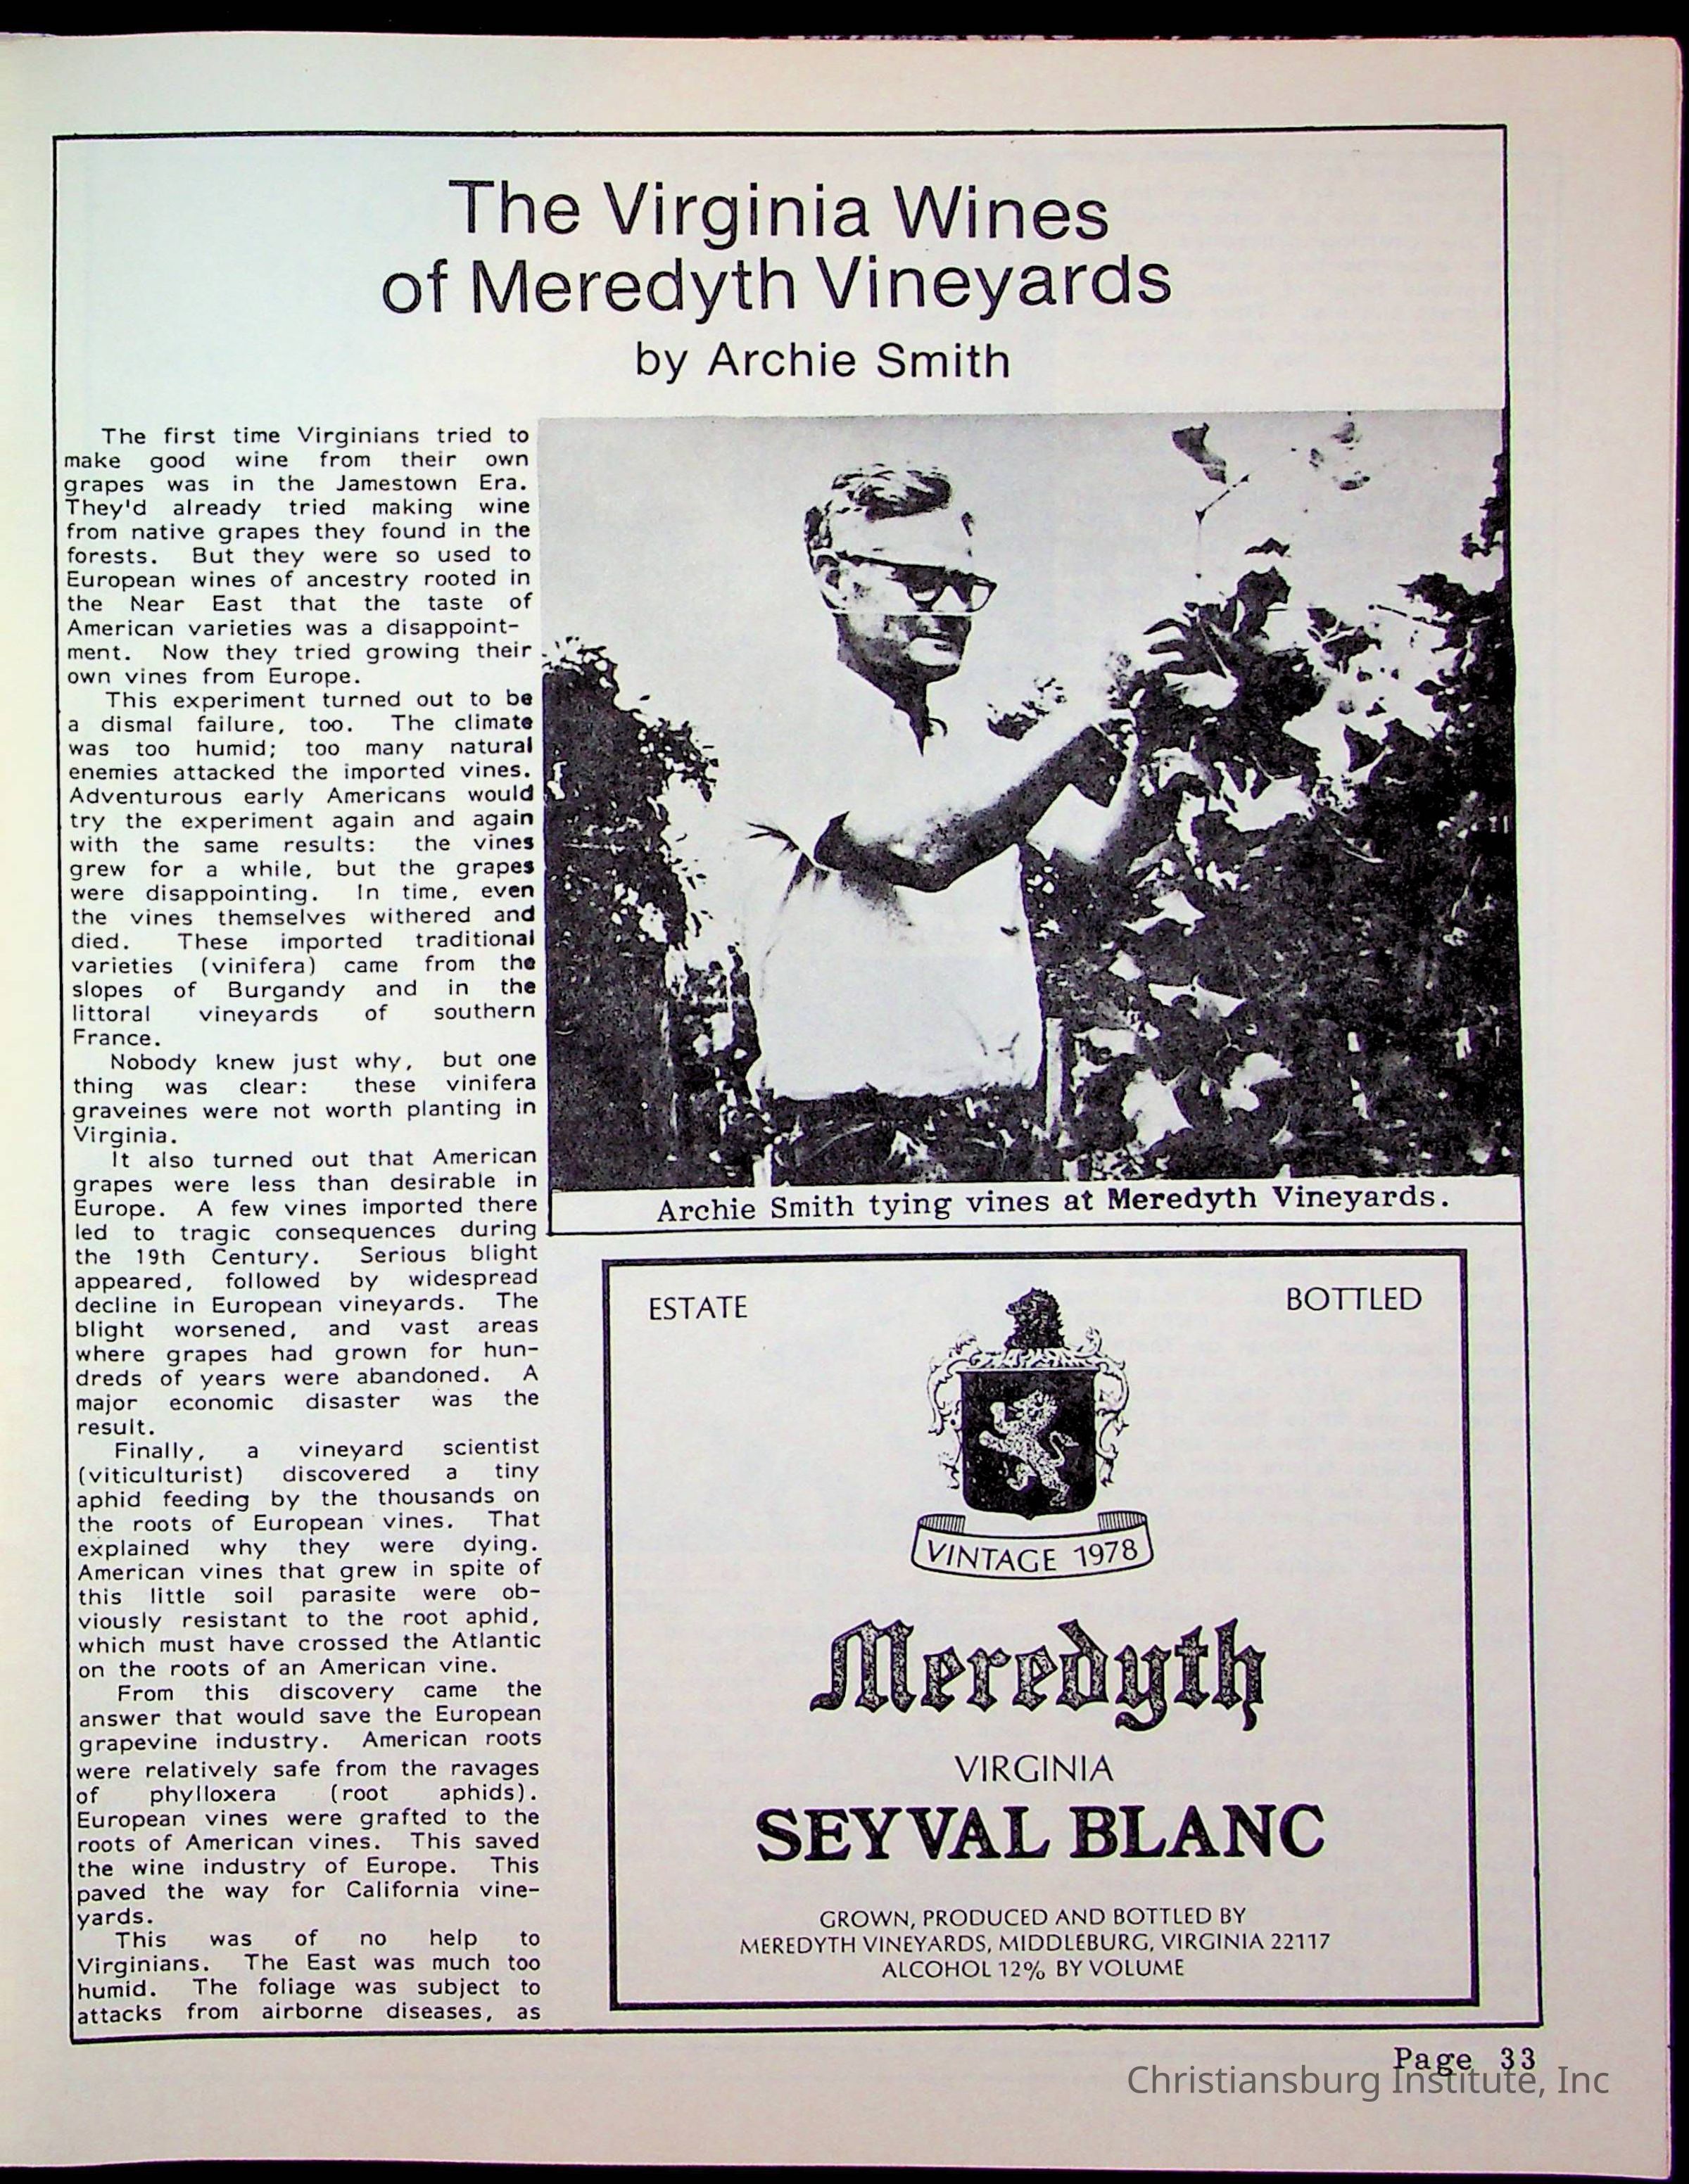 The Virginia Wines
of Meredyth Vineyards
by Archie Smith
The first time Virginians tried to
make good wine from their own
grapes was in the Jamestown Era.
They'd already tried making wine
from native grapes they found in the
forests. But they were so used to
European wines of ancestry rooted in
the Near East that the taste of
American varieties was a disappoint-
ment. Now they tried growing their
own vines from Europe.
This experiment turned out to be
a dismal failure, too. The climate
was too humid; too many natural
enemies attacked the imported vines.
Adventurous early Americans would
try the experiment again and again
with the same results: the vines
grew for a while, but the grapes
were disappointing. In time, even
the vines themselves withered and
died. These imported traditional
varieties (vinifera) came from the
slopes of Burgandy and in the
littoral vineyards of southern
France.
Nobody knew just why, but one
thing was clear: these vinifera
graveines were not worth planting in
Virginia.
It also turned out that American
grapes were less than desirable in
Europe. A few vines imported there
led to tragic consequences during
the 19th Century. Serious blight
appeared, followed by widespread
decline in European vineyards. The
blight worsened, and vast areas
where grapes had grown for hun-
dreds of years were abandoned. A
major economic disaster was the
result.
Finally, a vineyard scientist
(viticulturist) discovered a tiny
aphid feeding by the thousands on
the roots of European vines. That
explained why they were dying.
American vines that grew in spite of
this little soil parasite were ob-
viously resistant to the root aphid,
which must have crossed the Atlantic
on the roots of an American vine.
From this discovery came the
answer that would save the European
grapevine industry. American roots
were relatively safe from the ravages
of phylloxera (root aphids).
European vines were grafted to the
roots of American vines. This saved
the wine industry of Europe. This
paved the way for California vine-
yards.
This was of no help to
Virginians. The East was much too
humid. The foliage was subject to
attacks from airborne diseases, as
Archie Smith tying vines at Meredyth Vineyards.
ESTATE BOTTLED
VINTAGE 1978
Meredyth
VIRGINIA
SEYVAL BLANC
GROWN, PRODUCED AND BOTTLED BY
MEREDYTH VINEYARDS, MIDDLEBURG, VIRGINIA 22117
ALCOHOL 12% BY VOLUME
Page 33
Christiansburg Institute, Inc